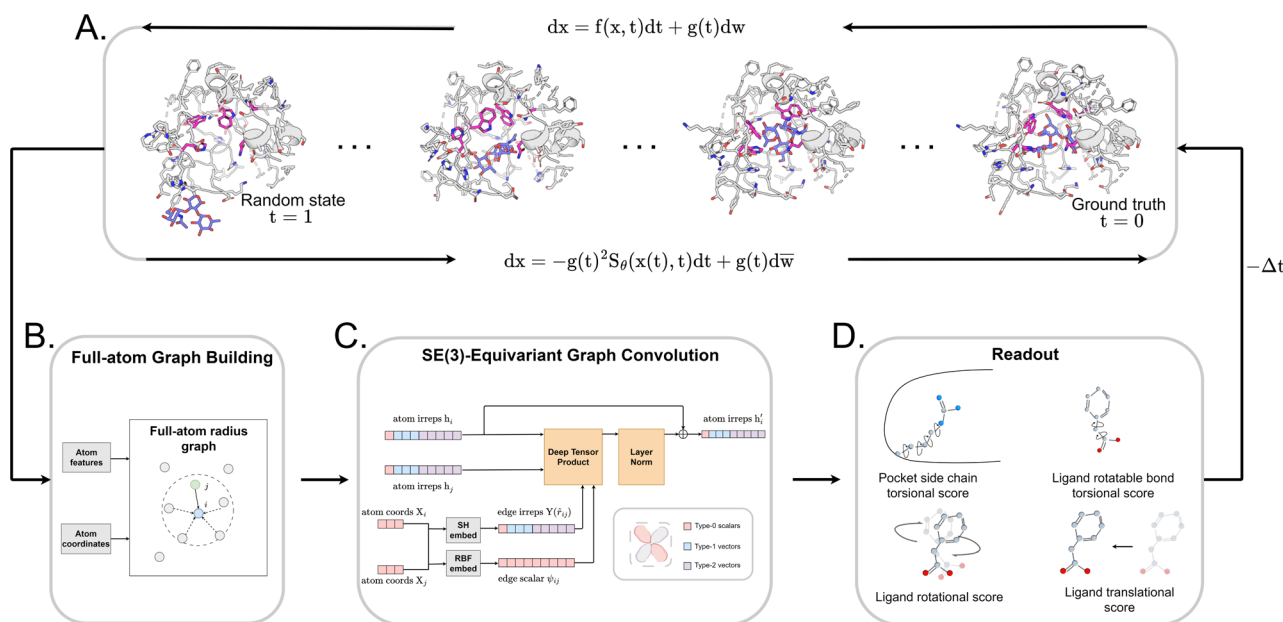 A.
dx = f(x, t)dt + g(t)dw
. . .
. . .
. . .
Random state
t = 1
Ground truth
t = 0
dx = −g(t)²S_θ(x(t), t)dt + g(t)dw̅
−Δt
B.
Full-atom Graph Building
Atom
features
Atom
coordinates
Full-atom radius
graph
j
i
C.
SE(3)-Equivariant Graph Convolution
atom irreps h_i
atom irreps h_j
Deep Tensor
Product
Layer
Norm
atom irreps h′_i
atom coords X_i
atom coords X_j
SH
embed
RBF
embed
edge irreps Y(r̂_ij)
edge scalar ψ_ij
Type-0 scalars
Type-1 vectors
Type-2 vectors
D.
Readout
Pocket side chain
torsional score
Ligand rotatable bond
torsional score
Ligand rotational score
Ligand translational
score